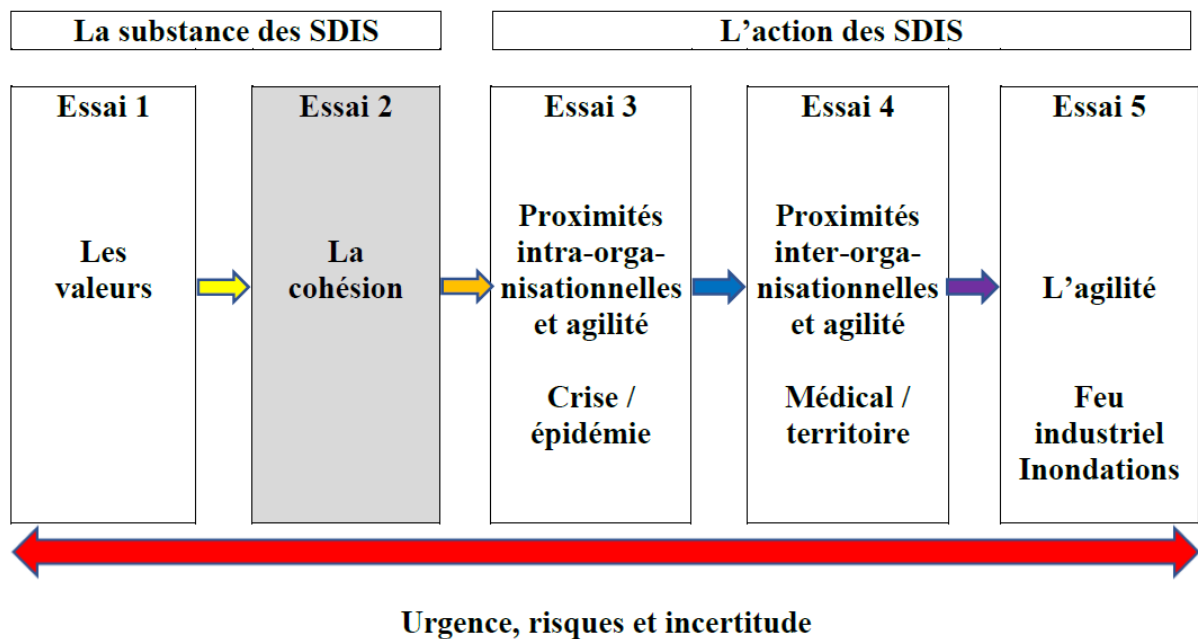 La substance des SDIS
L’action des SDIS
Essai 1
Les
valeurs
Essai 2
La
cohésion
Essai 3
Proximités
intra-orga-
nisationnelles
et agilité
Crise /
épidémie
Essai 4
Proximités
inter-orga-
nisationnelles
et agilité
Médical /
territoire
Essai 5
L’agilité
Feu
industriel
Inondations
Urgence, risques et incertitude